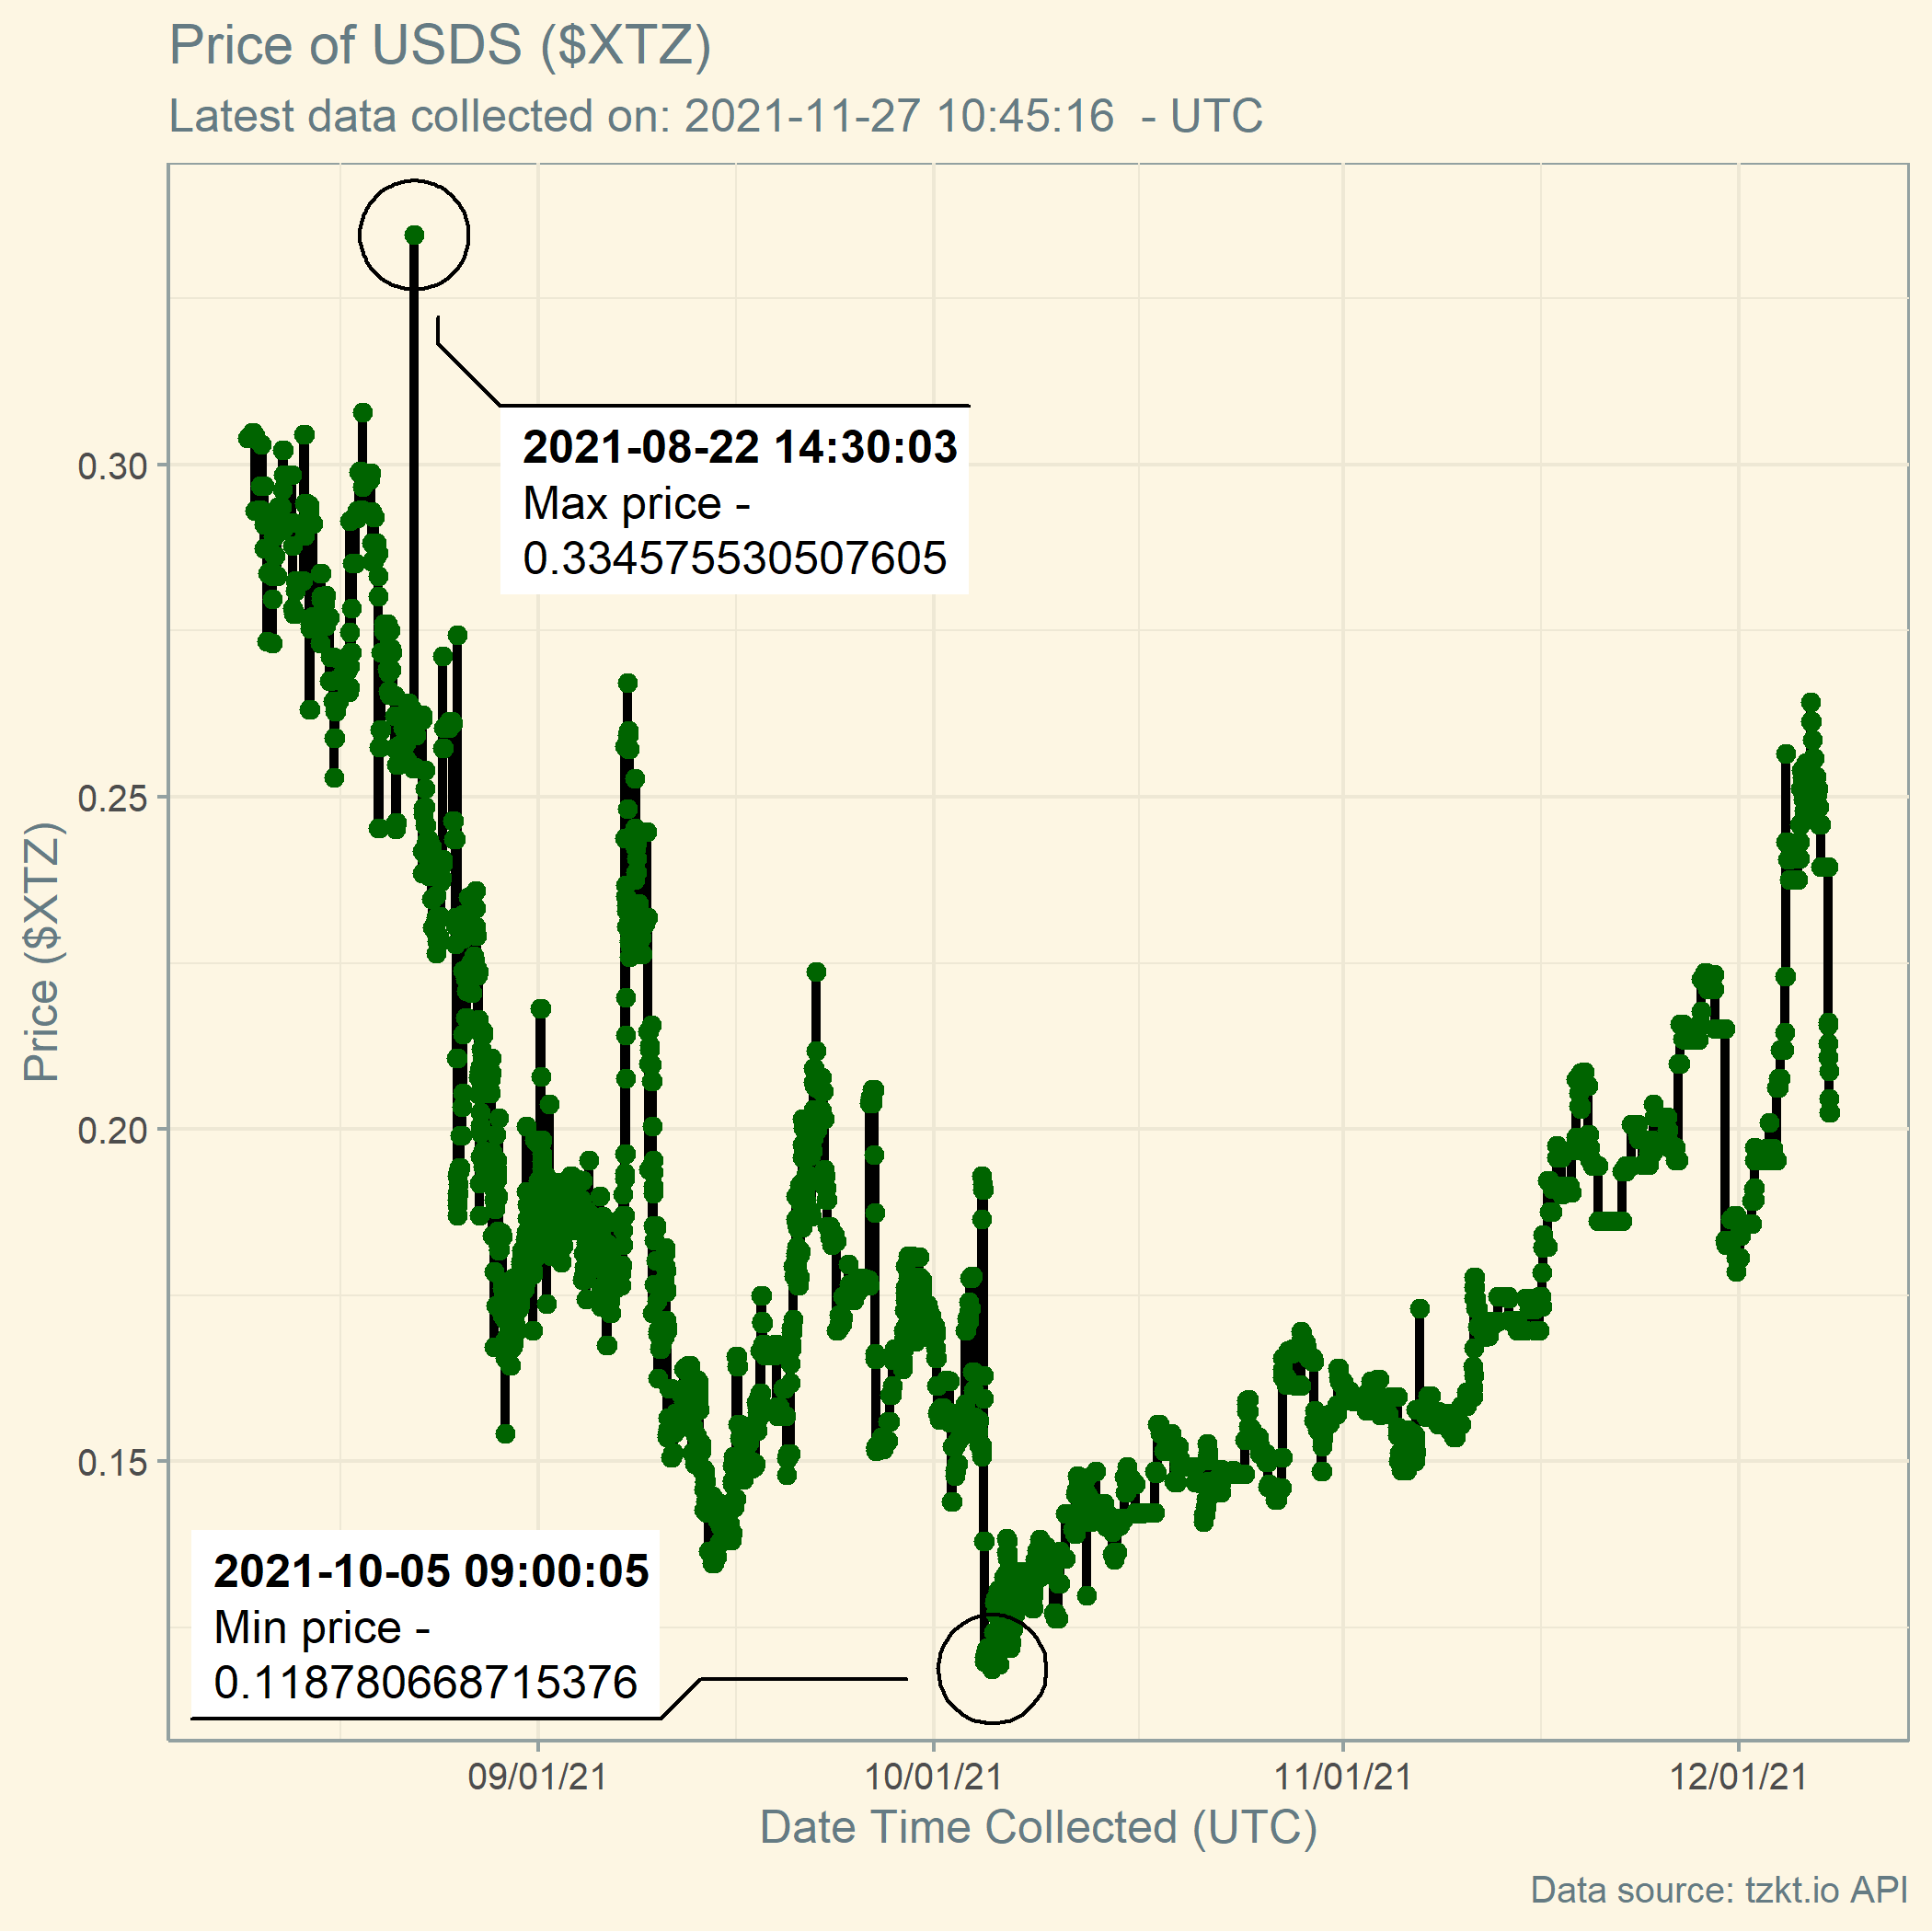 Price of USDS ($XTZ)
Latest data collected on: 2021-11-27 10:45:16  - UTC
2021-08-22 14:30:03
Max price -
0.334575530507605
0.30
0.25
Price ($XTZ)
0.20
0.15
2021-10-05 09:00:05
Min price -
0.118780668715376
09/01/21
10/01/21
11/01/21
12/01/21
Date Time Collected (UTC)
Data source: tzkt.io API